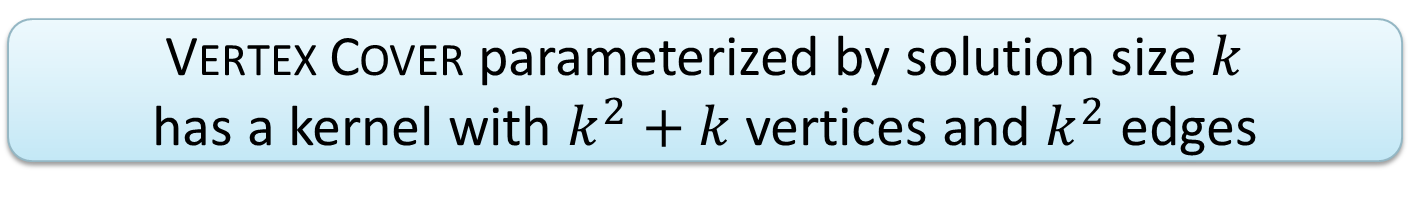 VERTEX COVER parameterized by solution size 𝑘
has a kernel with 𝑘² + 𝑘 vertices and 𝑘² edges